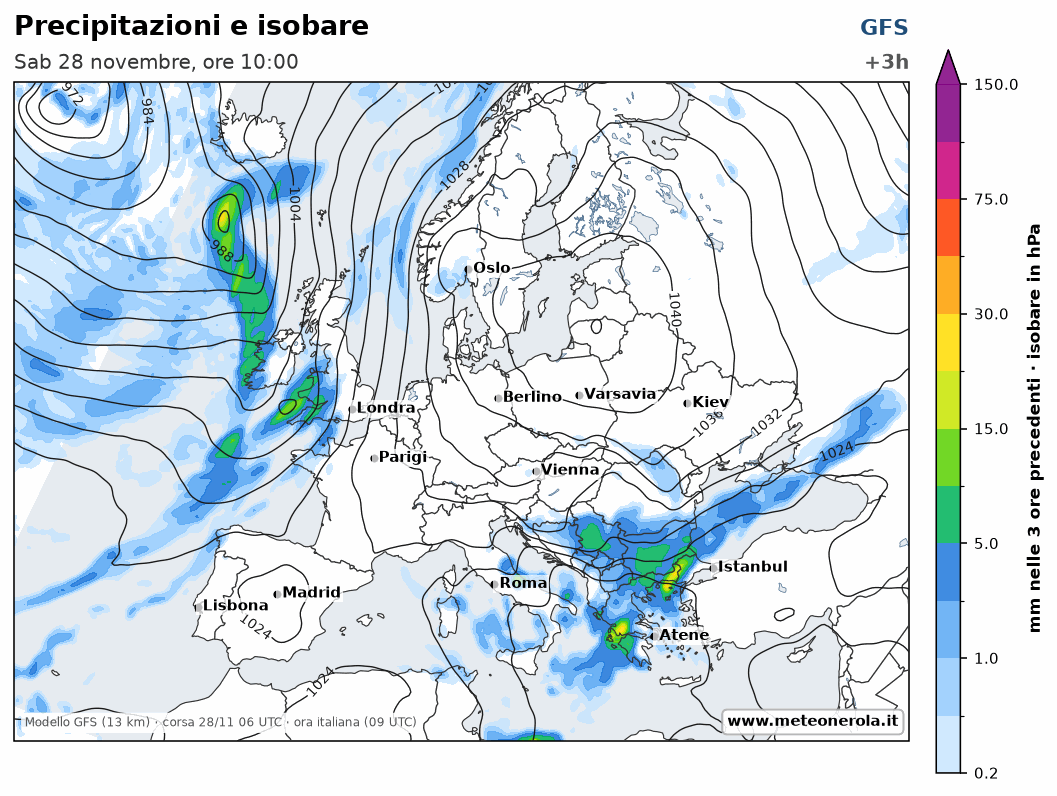 Precipitazioni e isobare
GFS
Sab 28 novembre, ore 10:00
+3h
972
984
1028
1004
988
Oslo
1040
Londra
Berlino
Varsavia
Kiev
1036
1032
Parigi
Vienna
1024
Istanbul
Roma
Madrid
Lisbona
1024
Atene
1024
Modello GFS (13 km) · corsa 28/11 06 UTC · ora italiana (09 UTC)
www.meteonerola.it
150.0
75.0
30.0
15.0
5.0
1.0
0.2
mm nelle 3 ore precedenti · isobare in hPa